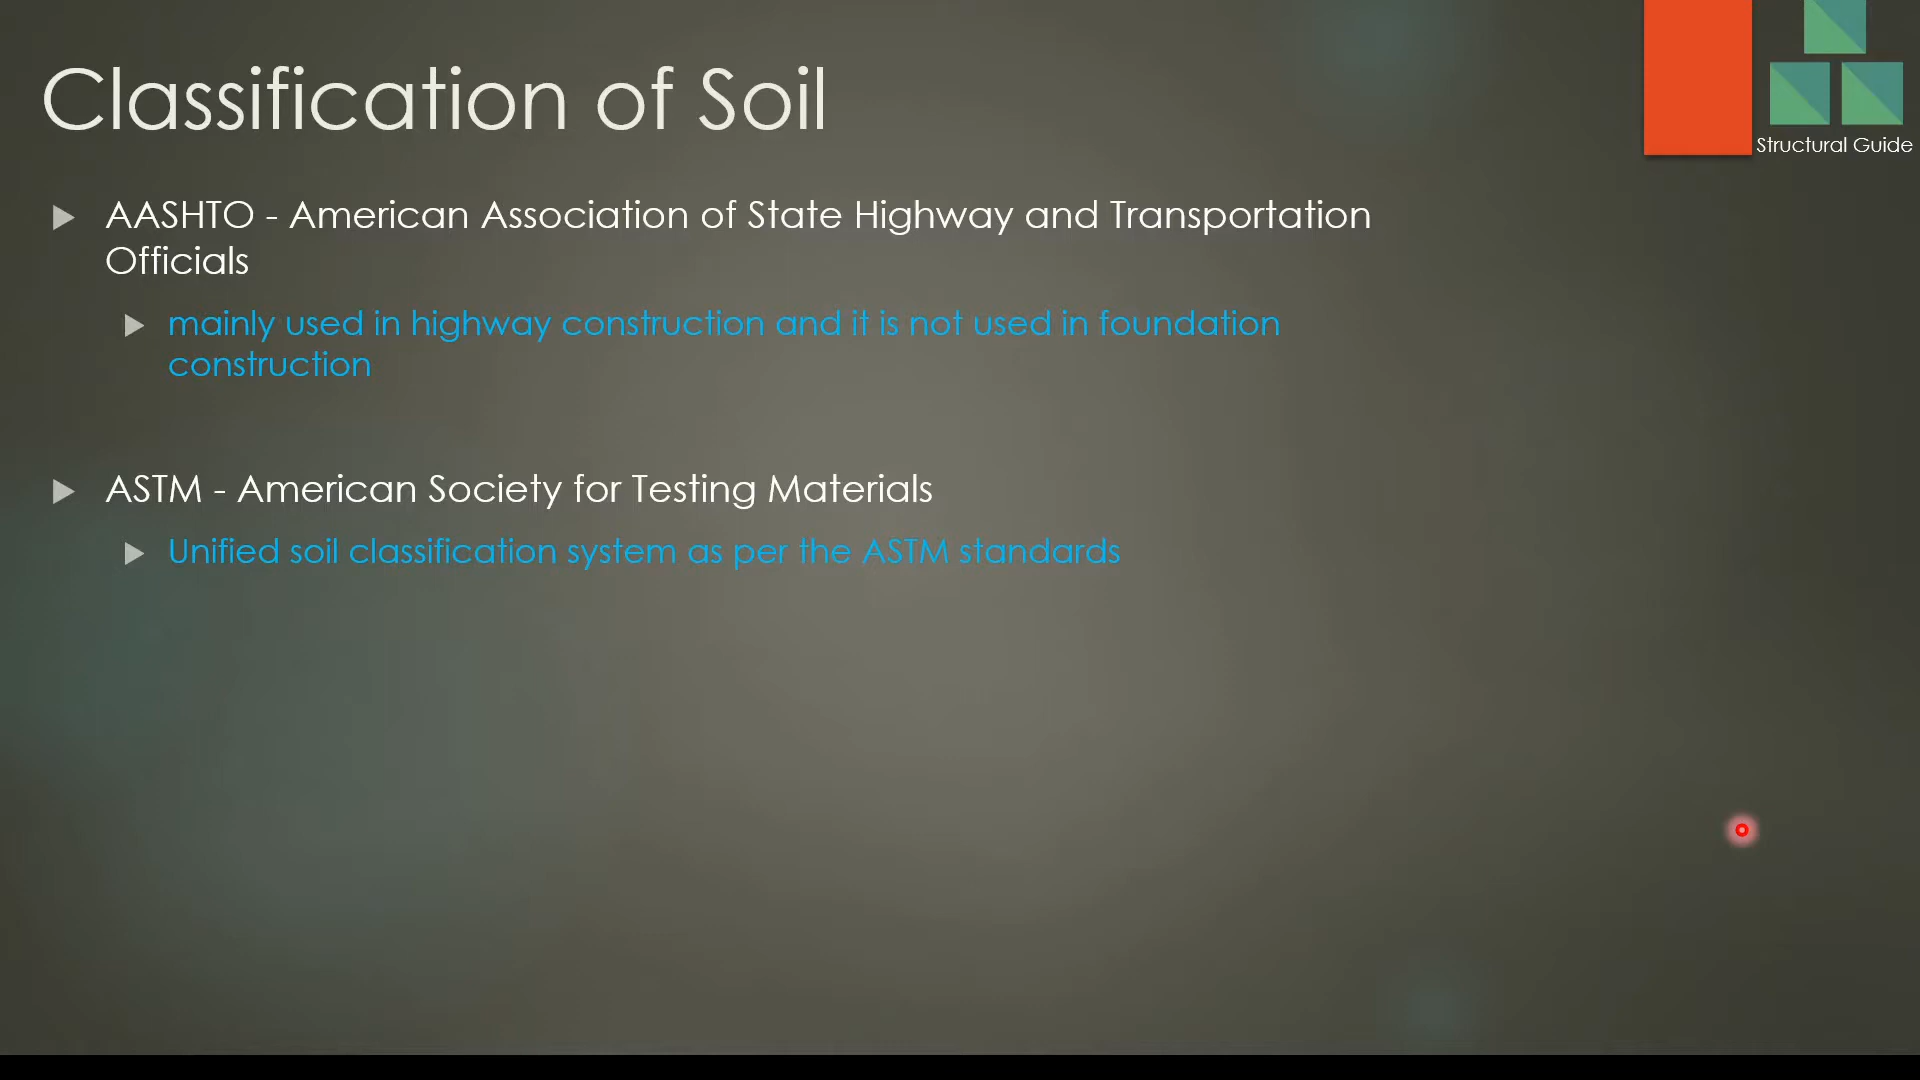 Classification of Soil
Structural Guide
AASHTO - American Association of State Highway and Transportation
Officials
mainly used in highway construction and it is not used in foundation
construction
ASTM - American Society for Testing Materials
Unified soil classification system as per the ASTM standards